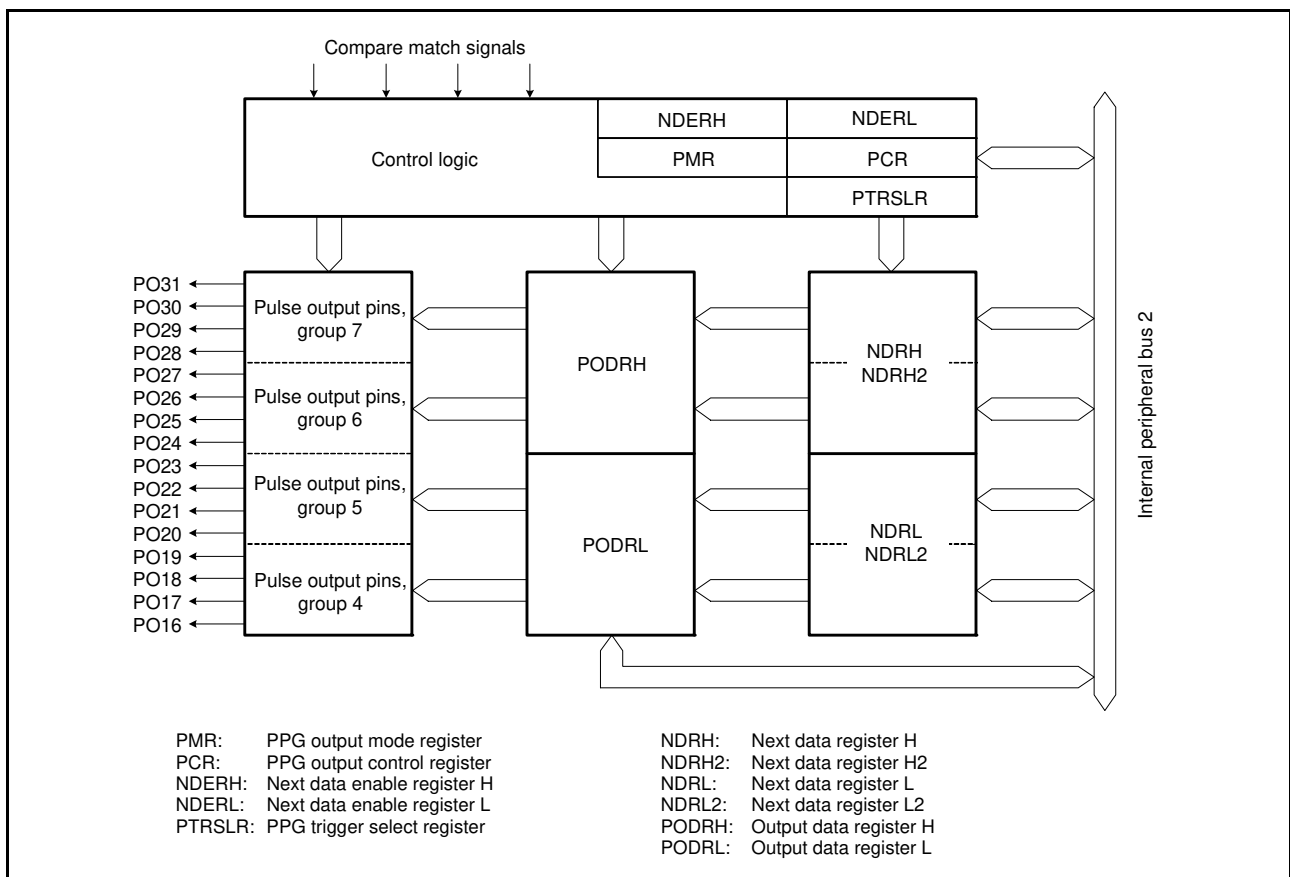 Compare match signals
NDERH
NDERL
Control logic
PMR
PCR
PTRSLR
PO31
PO30
PO29
PO28
PO27
PO26
PO25
PO24
PO23
PO22
PO21
PO20
PO19
PO18
PO17
PO16
Pulse output pins,
group 7
Pulse output pins,
group 6
Pulse output pins,
group 5
Pulse output pins,
group 4
PODRH
PODRL
NDRH
NDRH2
NDRL
NDRL2
Internal peripheral bus 2
PMR: PPG output mode register
PCR: PPG output control register
NDERH: Next data enable register H
NDERL: Next data enable register L
PTRSLR: PPG trigger select register
NDRH: Next data register H
NDRH2: Next data register H2
NDRL: Next data register L
NDRL2: Next data register L2
PODRH: Output data register H
PODRL: Output data register L